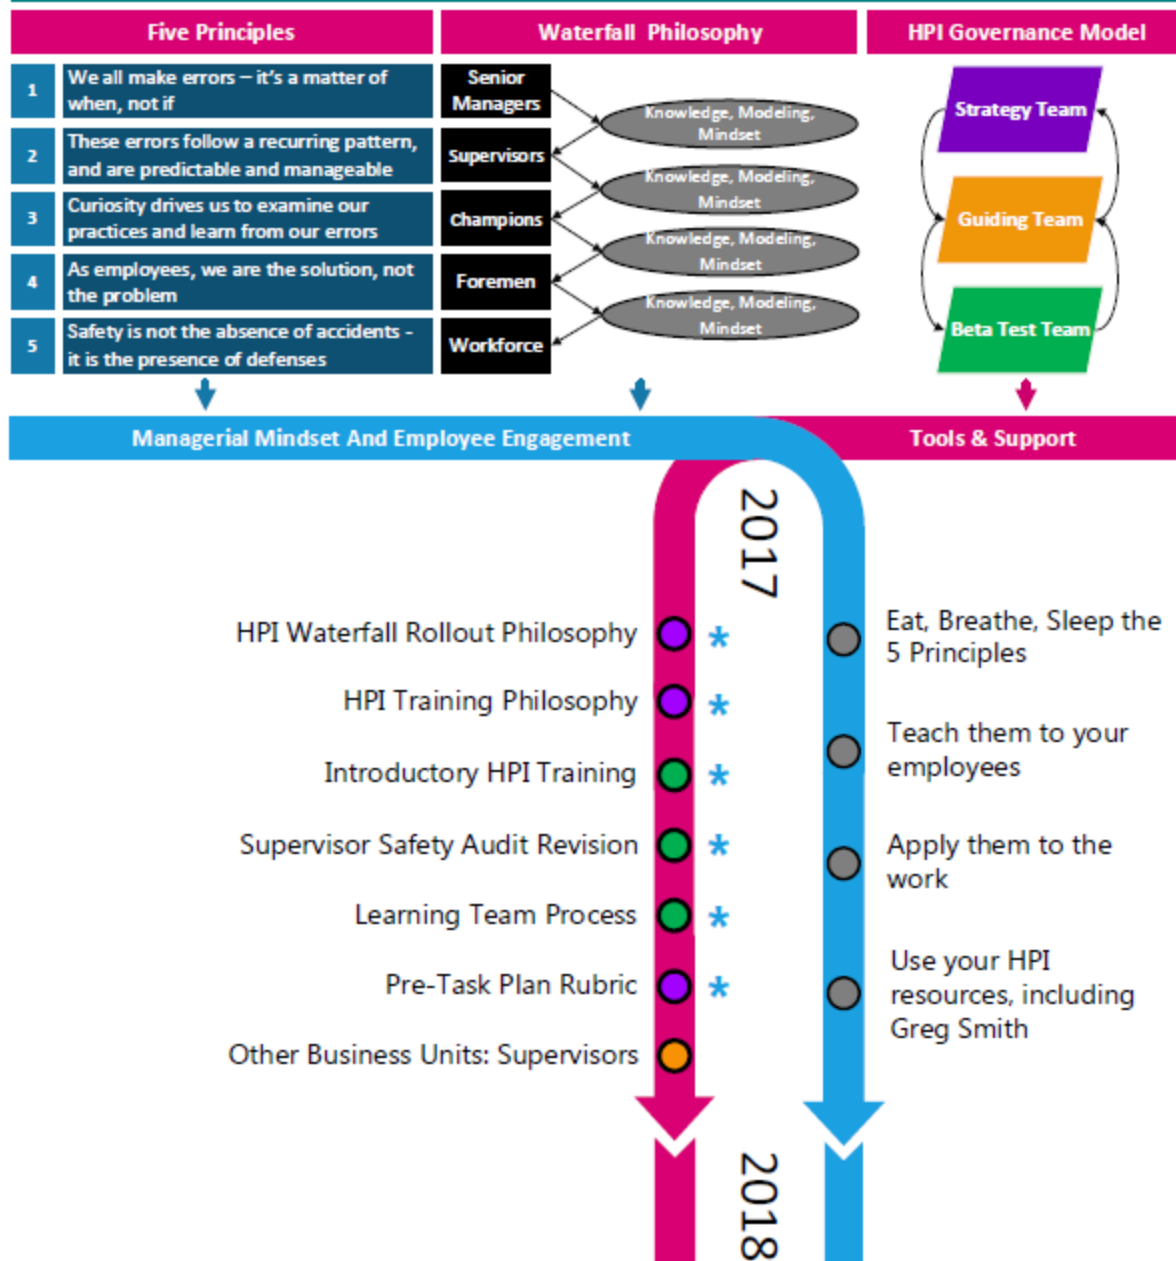 Five Principles
Waterfall Philosophy
HPI Governance Model
1
We all make errors – it's a matter of
when, not if
2
These errors follow a recurring pattern,
and are predictable and manageable
3
Curiosity drives us to examine our
practices and learn from our errors
4
As employees, we are the solution, not
the problem
5
Safety is not the absence of accidents -
it is the presence of defenses
Senior
Managers
Supervisors
Champions
Foremen
Workforce
Knowledge, Modeling,
Mindset
Knowledge, Modeling,
Mindset
Knowledge, Modeling,
Mindset
Knowledge, Modeling,
Mindset
Strategy Team
Guiding Team
Beta Test Team
Managerial Mindset And Employee Engagement
Tools & Support
2017
HPI Waterfall Rollout Philosophy
*
HPI Training Philosophy
*
Introductory HPI Training
*
Supervisor Safety Audit Revision
*
Learning Team Process
*
Pre-Task Plan Rubric
*
Other Business Units: Supervisors
Eat, Breathe, Sleep the
5 Principles
Teach them to your
employees
Apply them to the
work
Use your HPI
resources, including
Greg Smith
2018